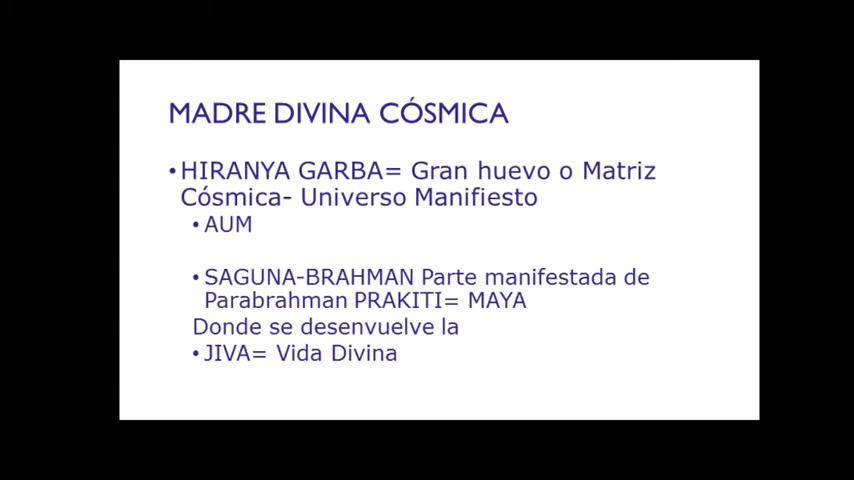 MADRE DIVINA CÓSMICA
•HIRANYA GARBA= Gran huevo o Matriz
Cósmica- Universo Manifiesto
•AUM
•SAGUNA-BRAHMAN Parte manifestada de
Parabrahman PRAKITI= MAYA
Donde se desenvuelve la
•JIVA= Vida Divina